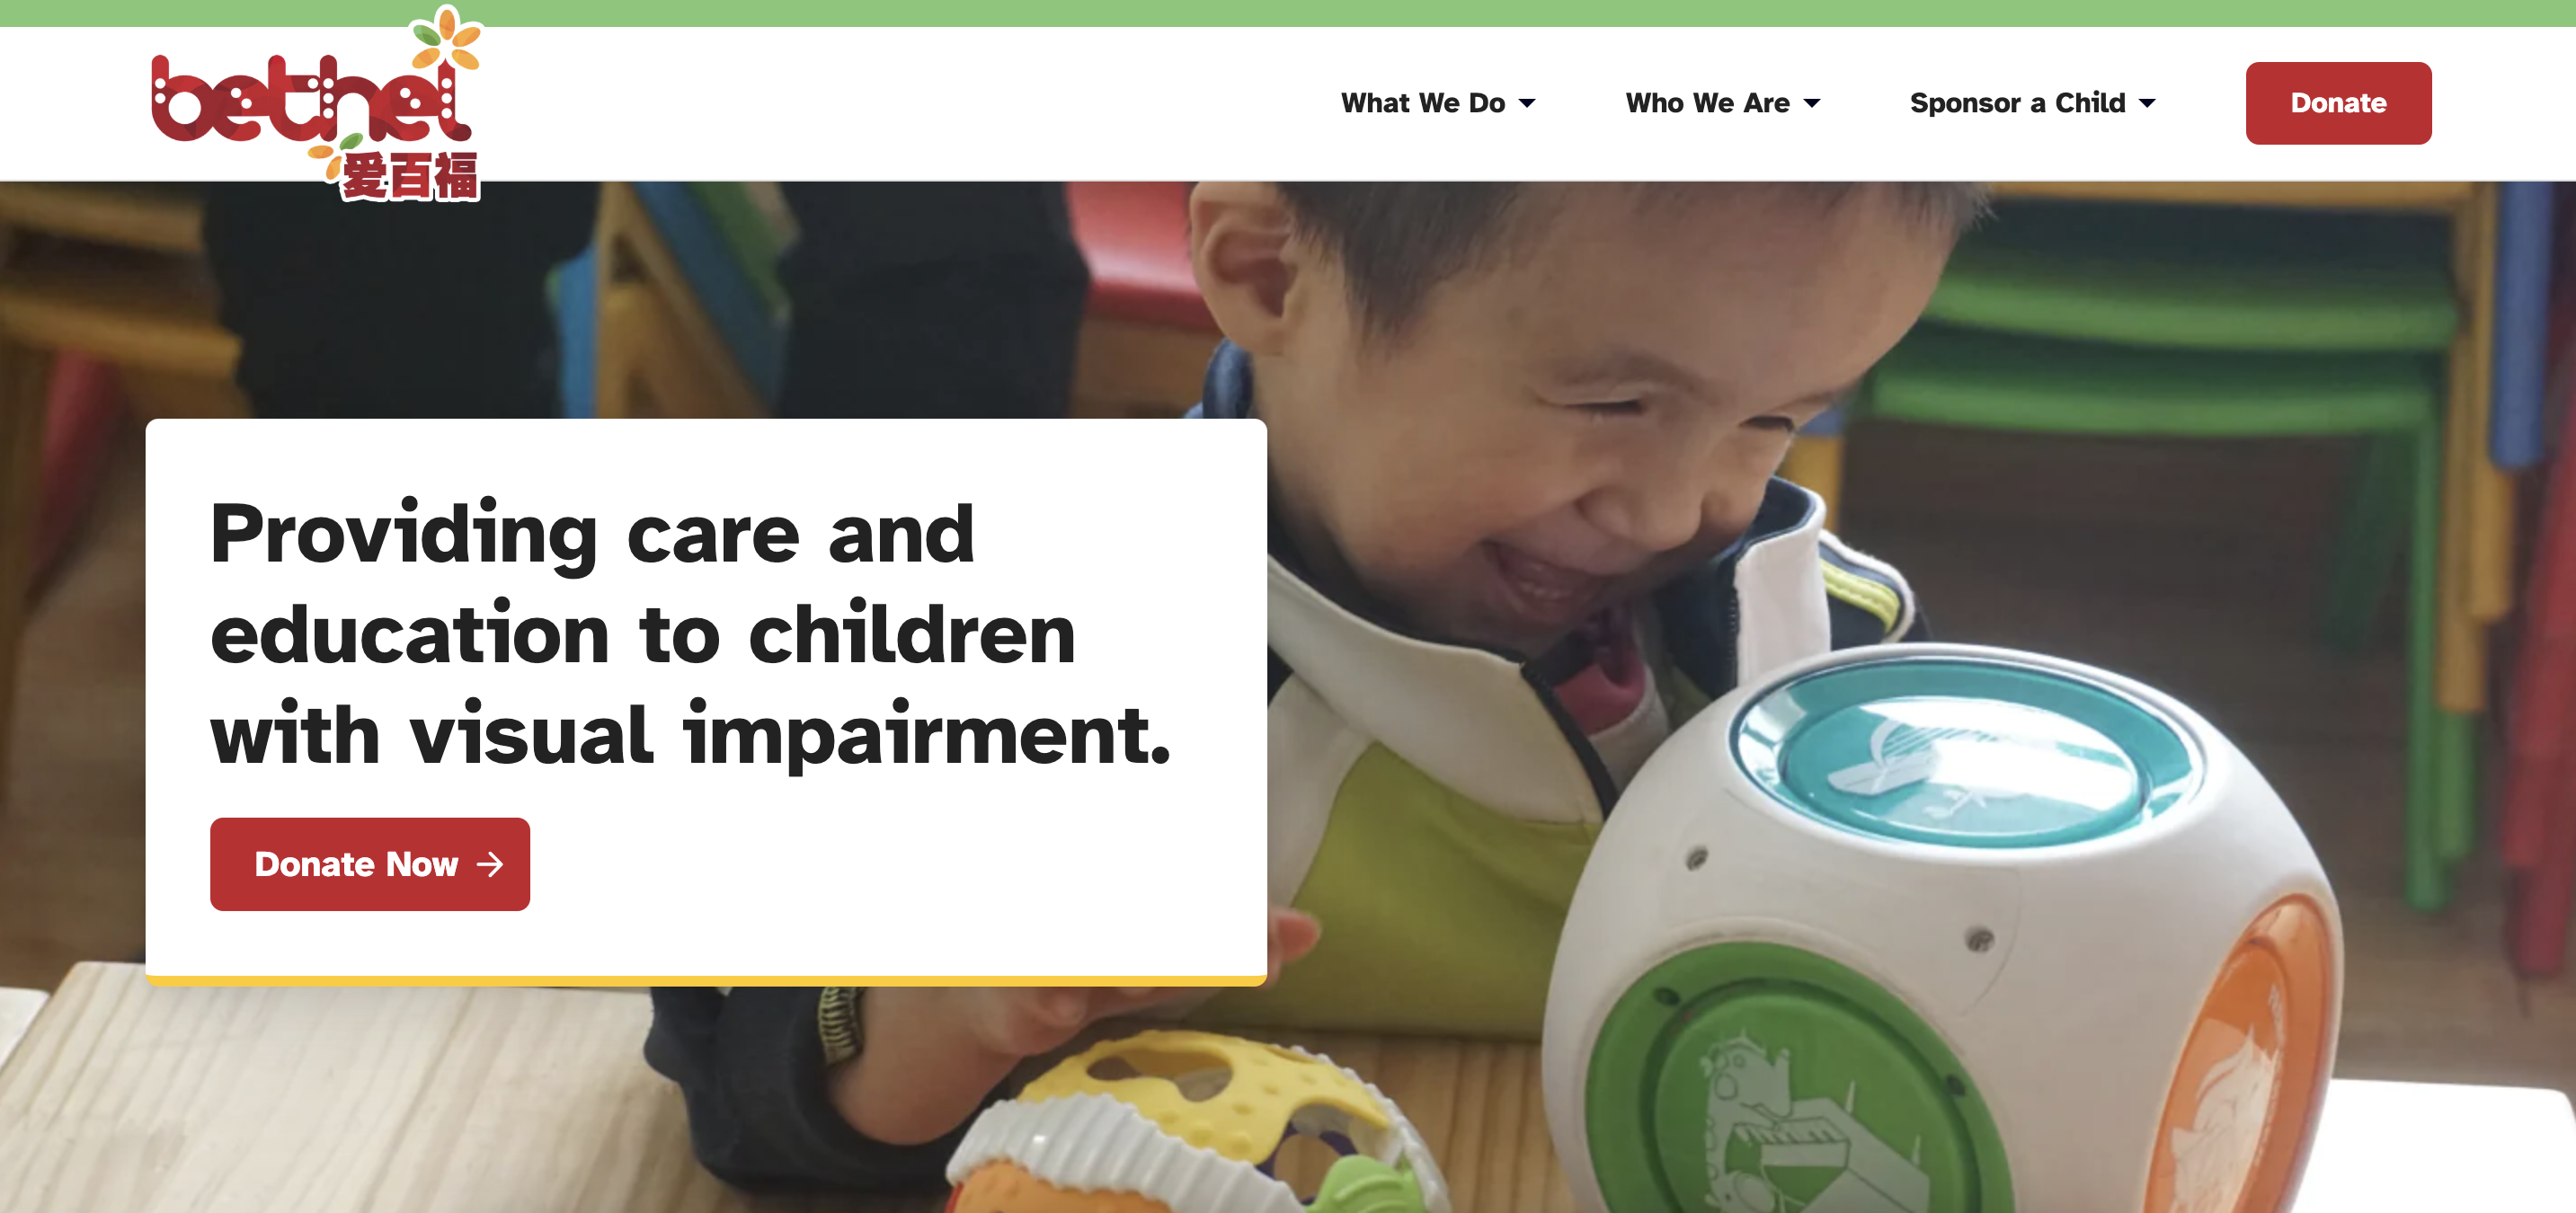 bethel
爱百福
What We Do
Who We Are
Sponsor a Child
Donate
Providing care and
education to children
with visual impairment.
Donate Now